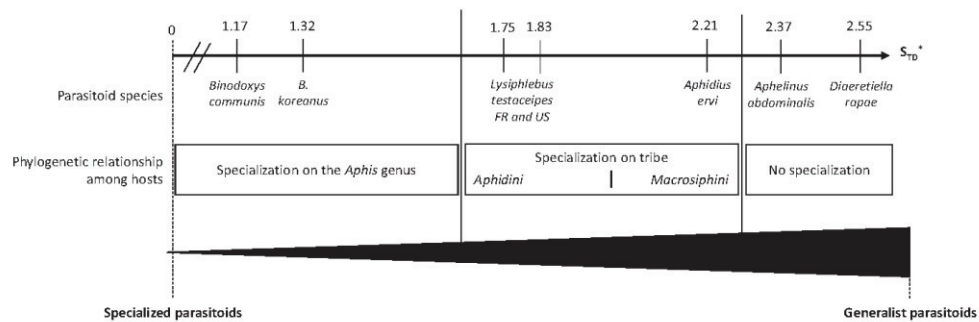 0 1.17 1.32 1.75 1.83 2.21 2.37 2.55 S_TD*
Parasitoid species
Binodoxys communis
B. koreanus
Lysiphlebus testaceipes FR and US
Aphidius ervi
Aphelinus abdominalis
Diaeretiella rapae
Phylogenetic relationship among hosts
Specialization on the Aphis genus
Specialization on tribe
Aphidini | Macrosiphini
No specialization
Specialized parasitoids
Generalist parasitoids